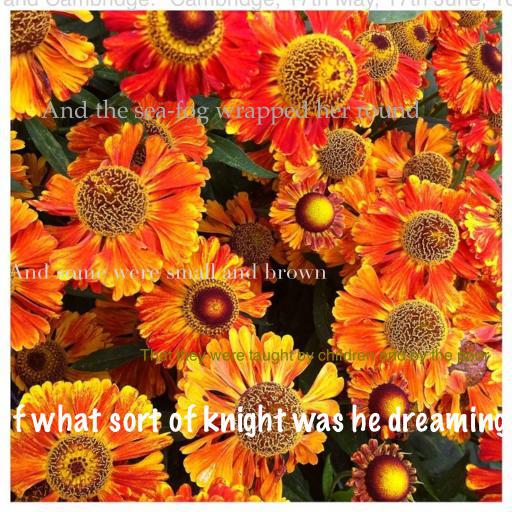 and Cambridge. Cambridge, 17th May, 17th June,
And the sea-fog wrapped her round
And some were small and brown
That they were taught by children and by the poor
f what sort of knight was he dreaming